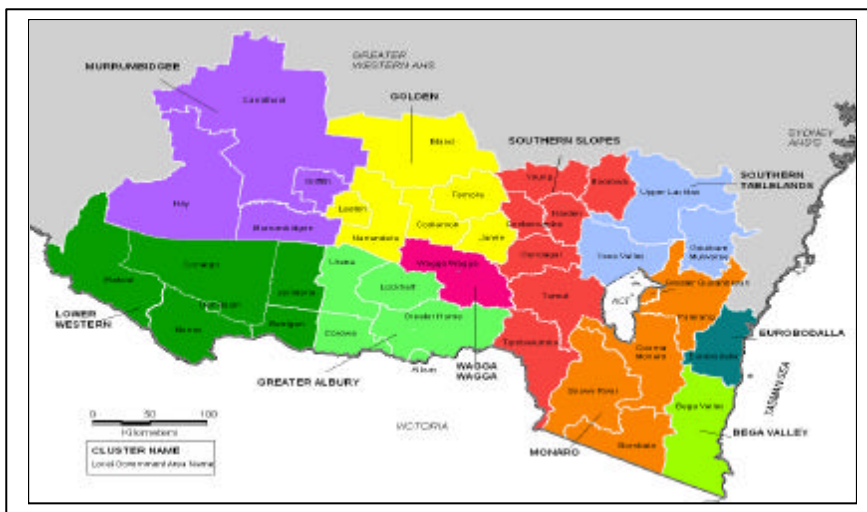 GREATER
WESTERN AHS
MURRUMBIDGEE
GOLDEN
SYDNEY
AHS'S
SOUTHERN SLOPES
SOUTHERN
TABLELANDS
Carrathool
Bland
Young
Boorowa
Upper Lachlan
Griffith
Temora
Harden
Hay
Leeton
Cootamundra
Coolamon
Murrumbidgee
Narrandera
Junee
Goulburn
Mulwaree
Yass Valley
Gundagai
Wagga Wagga
Urana
Conargo
Lockhart
ACT
Palerang
Wakool
Jerilderie
Tumut
Murray
Berrigan
Greater Hume
Corowa
Cooma
Monaro
Tumbarumba
Eurobodalla
EUROBODALLA
LOWER
WESTERN
GREATER ALBURY
Albury
WAGGA
WAGGA
Snowy River
Bega Valley
TASMAN SEA
BEGA VALLEY
Bombala
MONARO
VICTORIA
0 50 100
Kilometers
CLUSTER NAME
Local Government Area Name